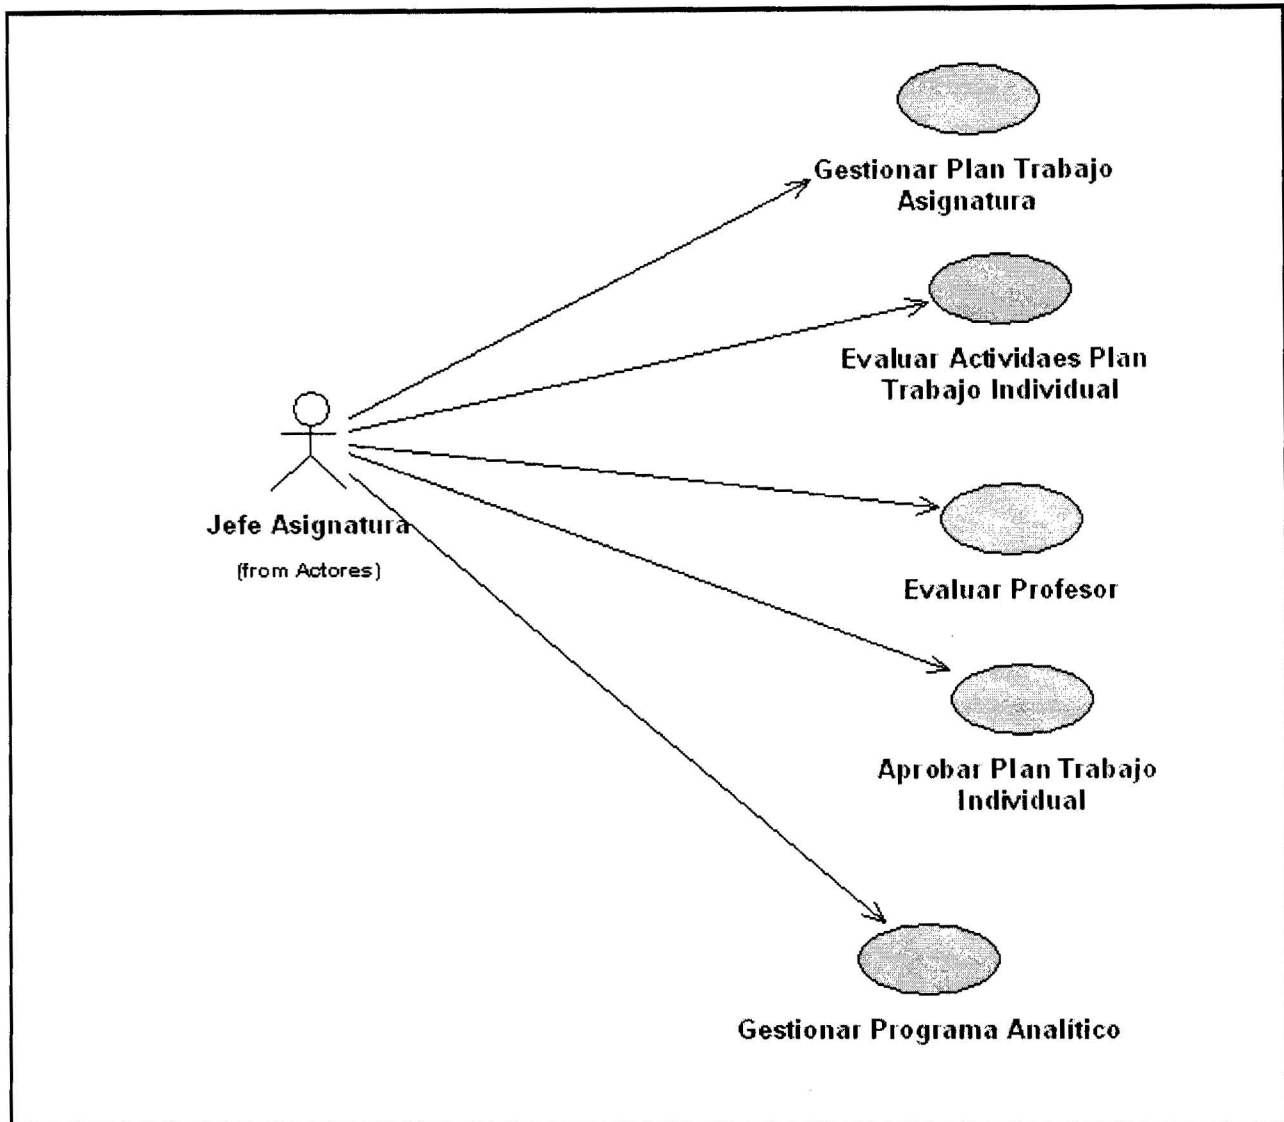 Gestionar Plan Trabajo
Asignatura
Evaluar Actividaes Plan
Trabajo Individual
Jefe Asignatura
(from Actores)
Evaluar Profesor
Aprobar Plan Trabajo
Individual
Gestionar Programa Analítico